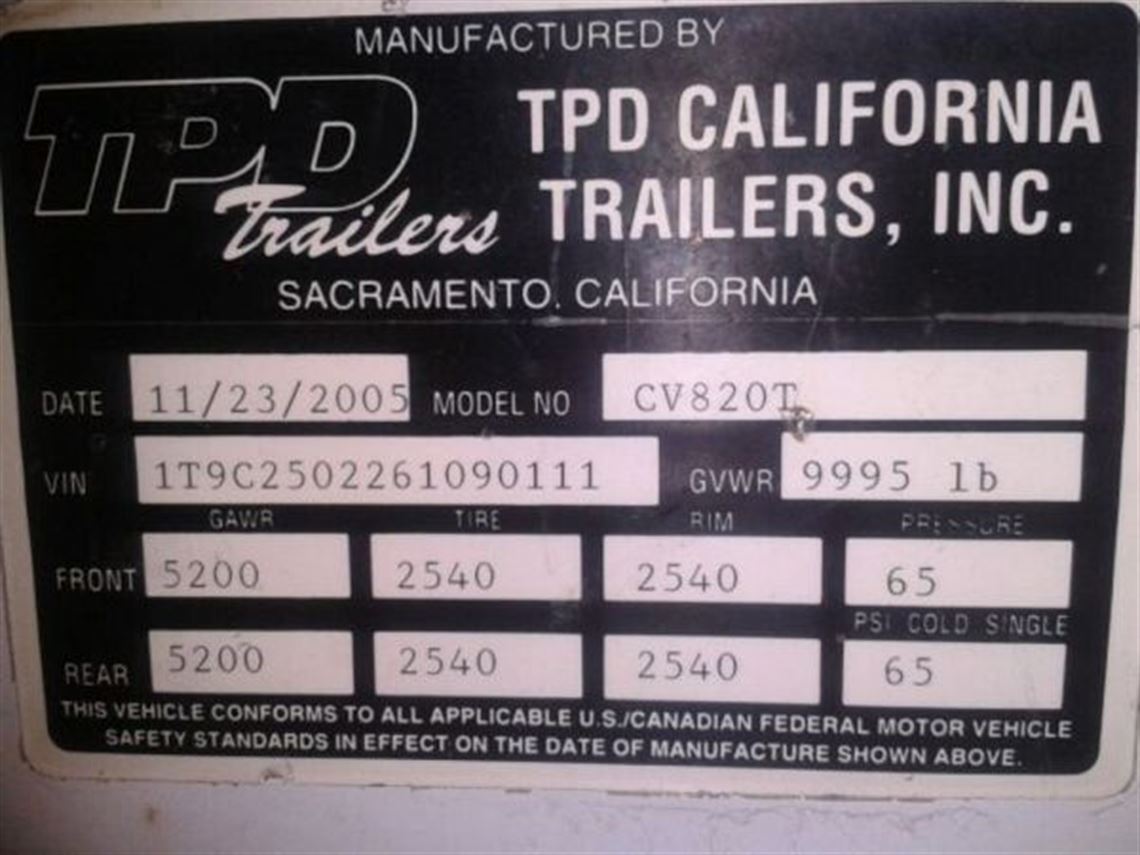 MANUFACTURED BY
TPD
Trailers
TPD CALIFORNIA
TRAILERS, INC.
SACRAMENTO, CALIFORNIA
DATE 11/23/2005 MODEL NO CV820T
VIN 1T9C2502261090111 GVWR 9995 lb
GAWR TIRE RIM PRESSURE
FRONT 5200 2540 2540 65
PSI COLD SINGLE
REAR 5200 2540 2540 65
THIS VEHICLE CONFORMS TO ALL APPLICABLE U.S./CANADIAN FEDERAL MOTOR VEHICLE
SAFETY STANDARDS IN EFFECT ON THE DATE OF MANUFACTURE SHOWN ABOVE.